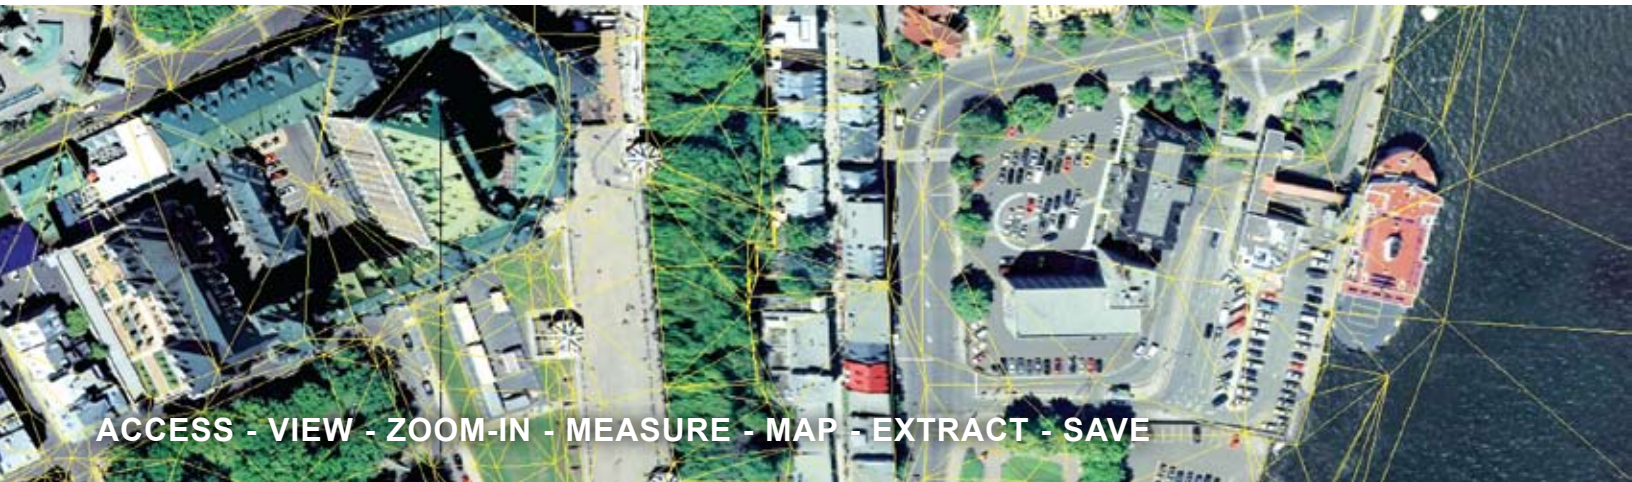 ACCESS - VIEW - ZOOM-IN - MEASURE - MAP - EXTRACT - SAVE